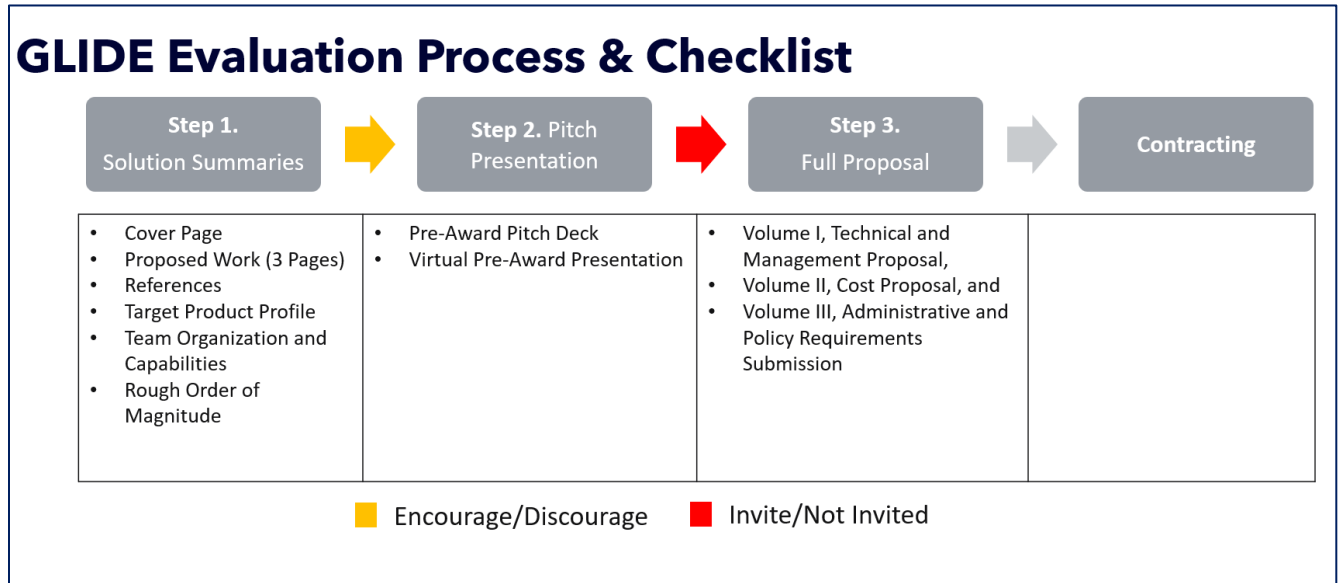 GLIDE Evaluation Process & Checklist
Step 1.
Solution Summaries
Step 2. Pitch
Presentation
Step 3.
Full Proposal
Contracting
• Cover Page
• Proposed Work (3 Pages)
• References
• Target Product Profile
• Team Organization and
Capabilities
• Rough Order of
Magnitude
• Pre-Award Pitch Deck
• Virtual Pre-Award Presentation
• Volume I, Technical and
Management Proposal,
• Volume II, Cost Proposal, and
• Volume III, Administrative and
Policy Requirements
Submission
Encourage/Discourage
Invite/Not Invited